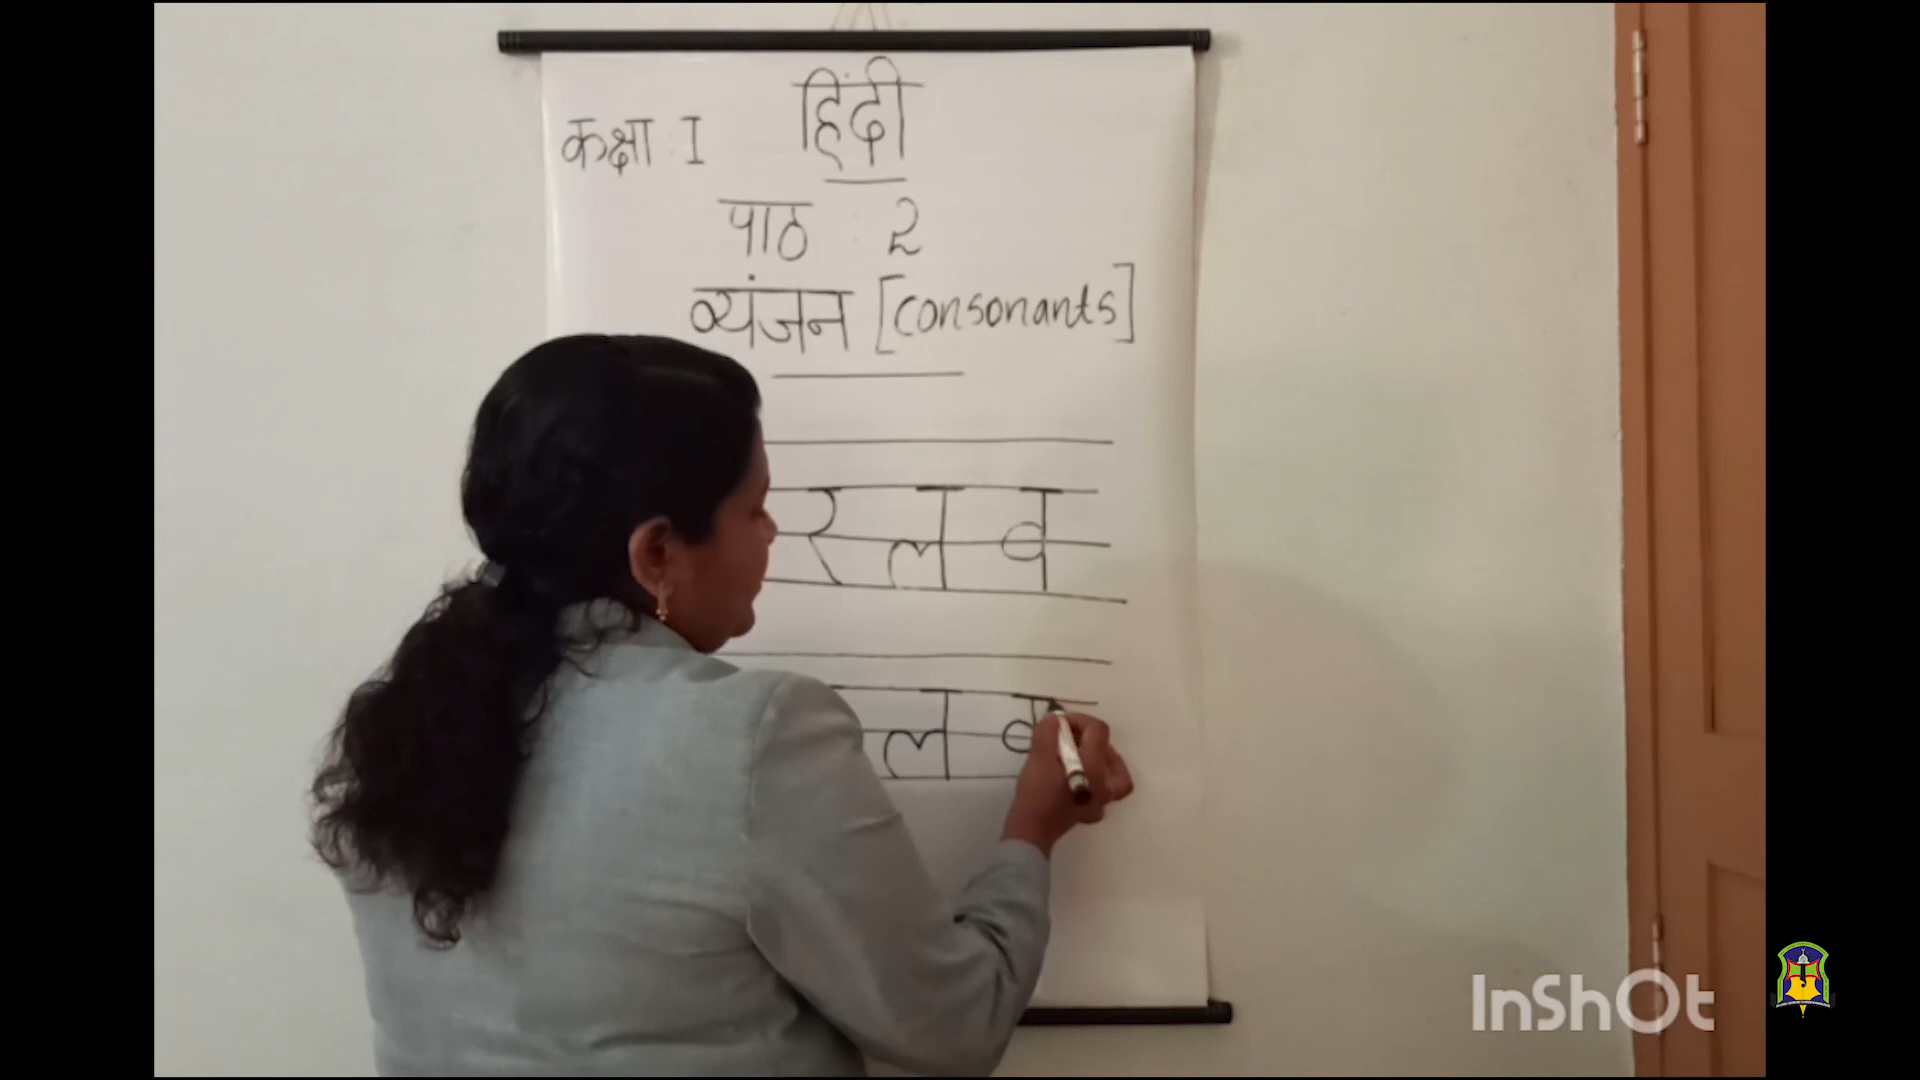 हिंदी
कक्षा I
पाठ 2
व्यंजन [consonants]
र ल व
ल व
InShOt